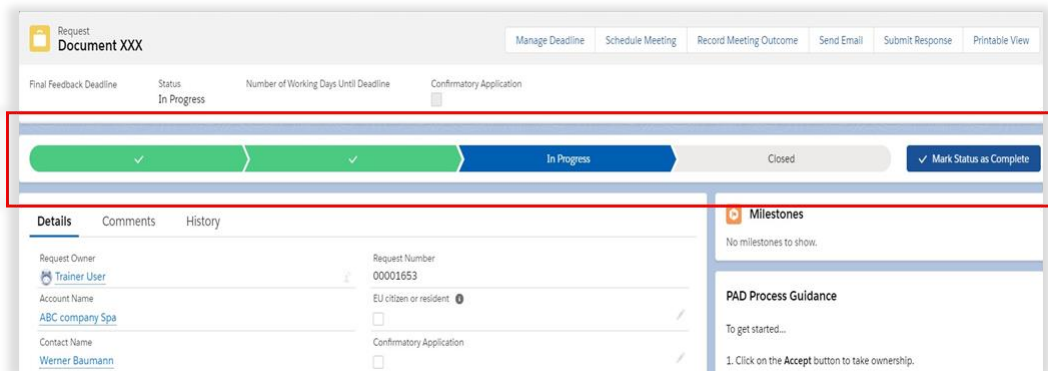 Request
Document XXX
Manage Deadline Schedule Meeting Record Meeting Outcome Send Email Submit Response Printable View
Final Feedback Deadline Status Number of Working Days Until Deadline Confirmatory Application
In Progress
In Progress Closed Mark Status as Complete
Details Comments History
Milestones
No milestones to show.
Request Owner Request Number
Trainer User 00001653
Account Name EU citizen or resident
ABC company Spa
PAD Process Guidance
To get started...
Contact Name Confirmatory Application
Werner Baumann
1. Click on the Accept button to take ownership.